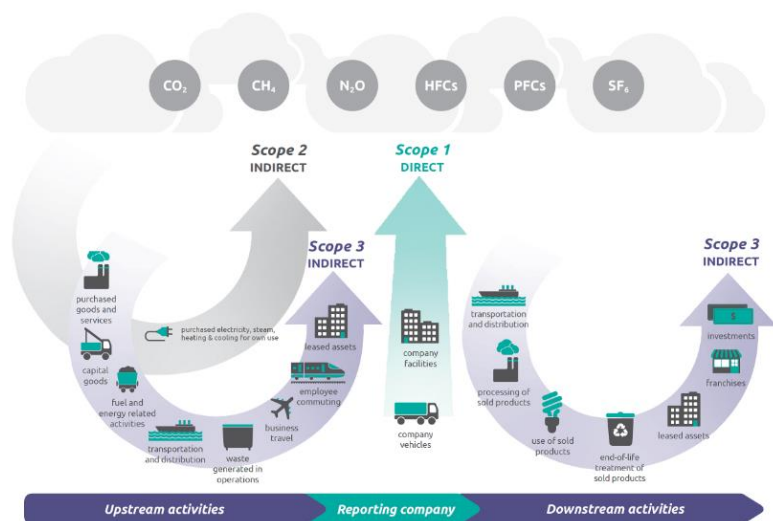 CO₂
CH₄
N₂O
HFCs
PFCs
SF₆
Scope 2
INDIRECT
Scope 1
DIRECT
Scope 3
INDIRECT
Scope 3
INDIRECT
purchased
goods and
services
capital
goods
fuel and
energy related
activities
transportation
and distribution
waste
generated in
operations
business
travel
employee
commuting
leased assets
purchased electricity, steam,
heating & cooling for own use
company
facilities
company
vehicles
transportation
and distribution
processing of
sold products
use of sold
products
end-of-life
treatment of
sold products
leased assets
franchises
$
investments
Upstream activities
Reporting company
Downstream activities